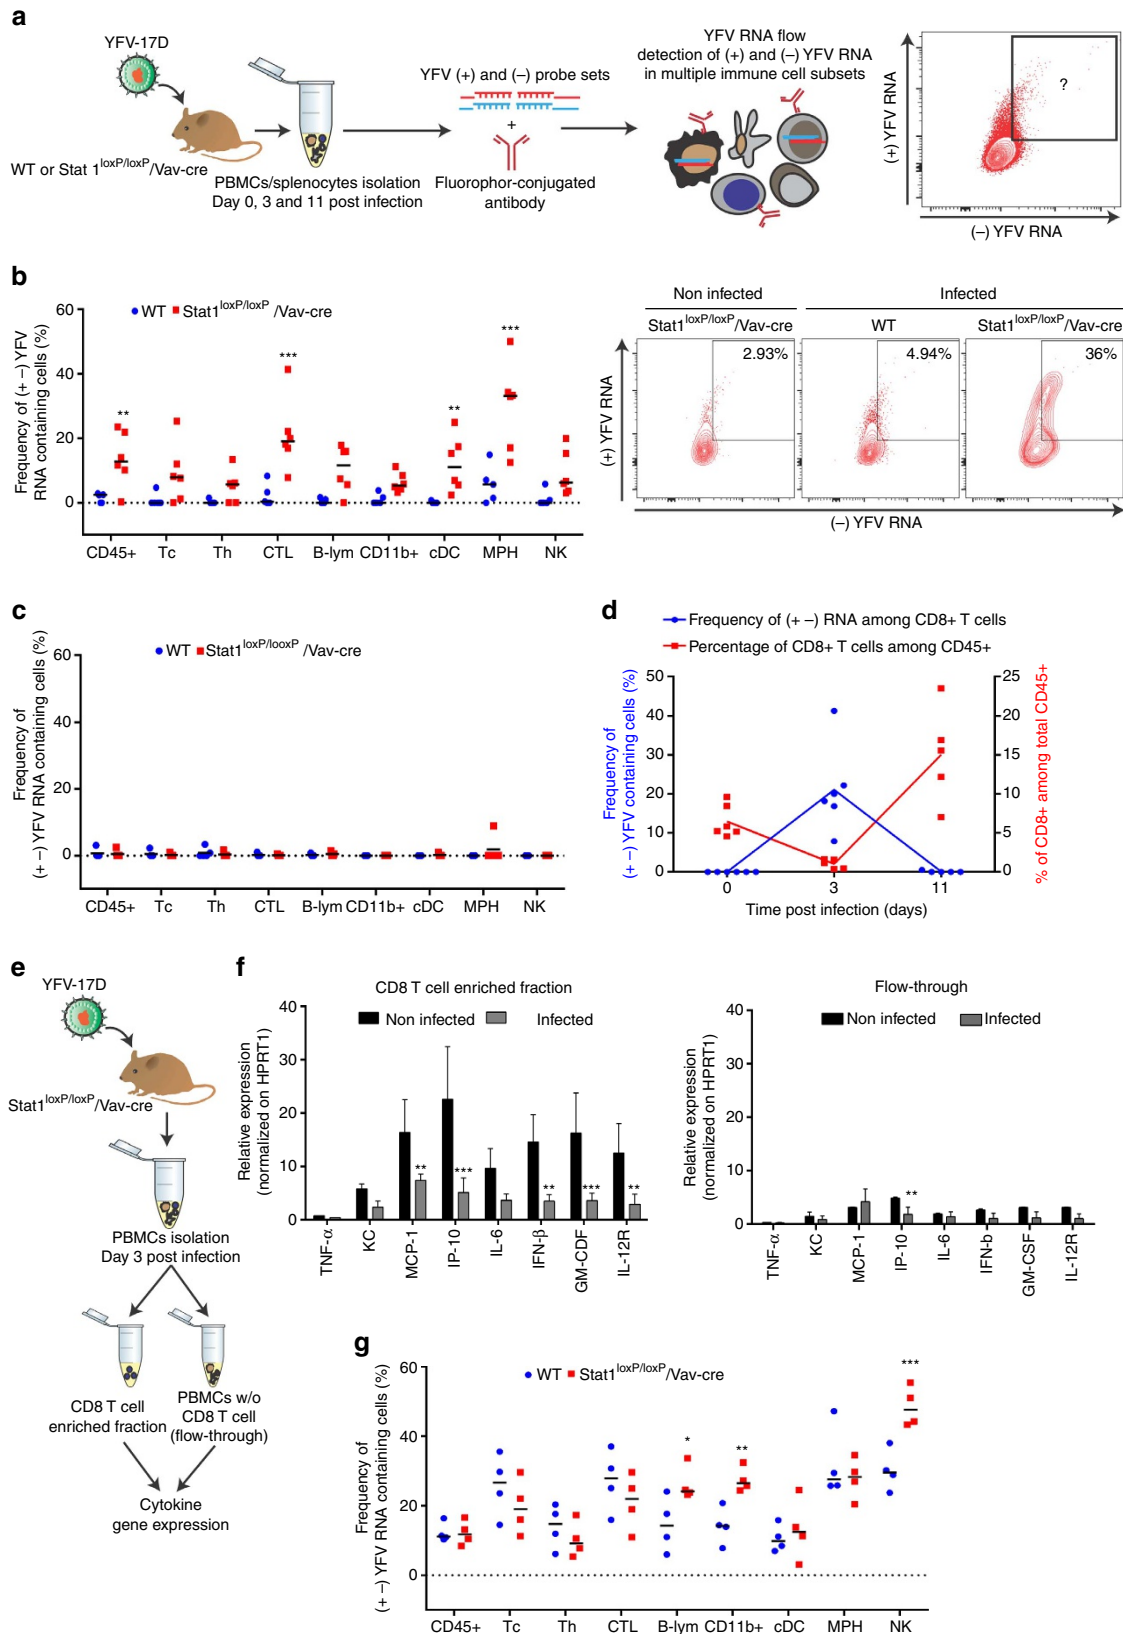 a
YFV-17D
WT or Stat 1loxP/loxP/Vav-cre
PBMCs/splenocytes isolation
Day 0, 3 and 11 post infection
YFV (+) and (–) probe sets
+
Fluorophor-conjugated
antibody
YFV RNA flow
detection of (+) and (–) YFV RNA
in multiple immune cell subsets
(+) YFV RNA
?
(–) YFV RNA
b
Frequency of (+ –) YFV
RNA containing cells (%)
60
40
20
0
WT Stat1loxP/loxP /Vav-cre
**
***
**
***
CD45+ Tc Th CTL B-lym CD11b+ cDC MPH NK
Non infected Infected
Stat1loxP/loxP/Vav-cre WT Stat1loxP/loxP/Vav-cre
2.93% 4.94% 36%
(+) YFV RNA
(–) YFV RNA
c
Frequency of
(+ –) YFV RNA containing cells (%)
60
40
20
0
WT Stat1loxP/looxP/Vav-cre
CD45+ Tc Th CTL B-lym CD11b+ cDC MPH NK
d
Frequency of (+ –) RNA among CD8+ T cells
Percentage of CD8+ T cells among CD45+
Frequency of
(+ –) YFV containing cells (%)
50
40
30
20
10
0
25
20
15
10
5
0
% of CD8+ among total CD45+
0 3 11
Time post infection (days)
e
YFV-17D
Stat1loxP/loxP/Vav-cre
PBMCs isolation
Day 3 post infection
CD8 T cell
enriched fraction
PBMCs w/o
CD8 T cell
(flow-through)
Cytokine
gene expression
f
CD8 T cell enriched fraction
Non infected Infected
Relative expression
(normalized on HPRT1)
40
30
20
10
0
** *** ** *** **
TNF-α KC MCP-1 IP-10 IL-6 IFN-β GM-CDF IL-12R
Flow-through
Non infected Infected
Relative expression
(normalized on HPRT1)
40
30
20
10
0
**
TNF-α KC MCP-1 IP-10 IL-6 IFN-b GM-CSF IL-12R
g
Frequency of
(+ –) YFV RNA containing cells (%)
60
40
20
0
WT Stat1loxP/loxP/Vav-cre
*
**
***
CD45+ Tc Th CTL B-lym CD11b+ cDC MPH NK